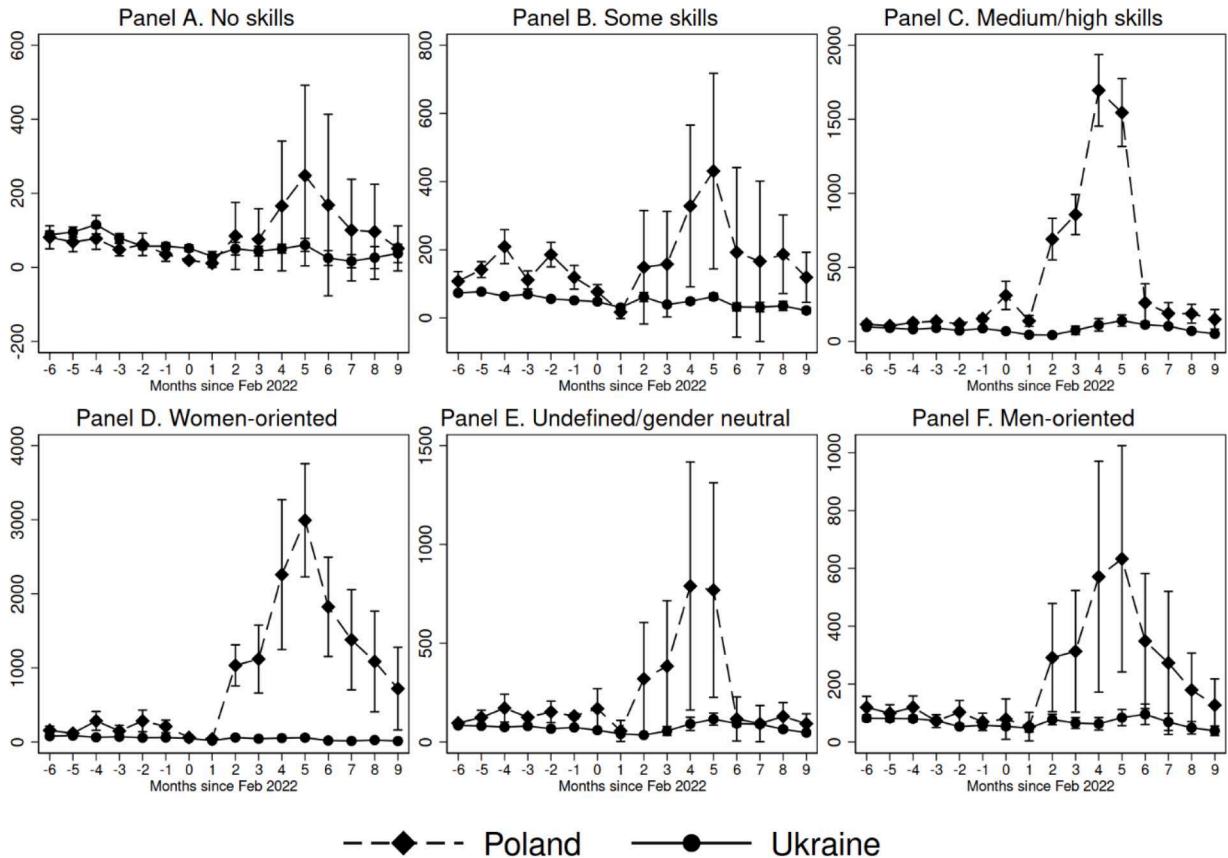 Panel A. No skills
600
400
200
0
-200
-6 -5 -4 -3 -2 -1 0 1 2 3 4 5 6 7 8 9
Months since Feb 2022
Panel B. Some skills
800
600
400
200
0
-6 -5 -4 -3 -2 -1 0 1 2 3 4 5 6 7 8 9
Months since Feb 2022
Panel C. Medium/high skills
2000
1500
1000
500
0
-6 -5 -4 -3 -2 -1 0 1 2 3 4 5 6 7 8 9
Months since Feb 2022
Panel D. Women-oriented
4000
3000
2000
1000
0
-6 -5 -4 -3 -2 -1 0 1 2 3 4 5 6 7 8 9
Months since Feb 2022
Panel E. Undefined/gender neutral
1500
1000
500
0
-6 -5 -4 -3 -2 -1 0 1 2 3 4 5 6 7 8 9
Months since Feb 2022
Panel F. Men-oriented
1000
800
600
400
200
0
-6 -5 -4 -3 -2 -1 0 1 2 3 4 5 6 7 8 9
Months since Feb 2022
Poland Ukraine